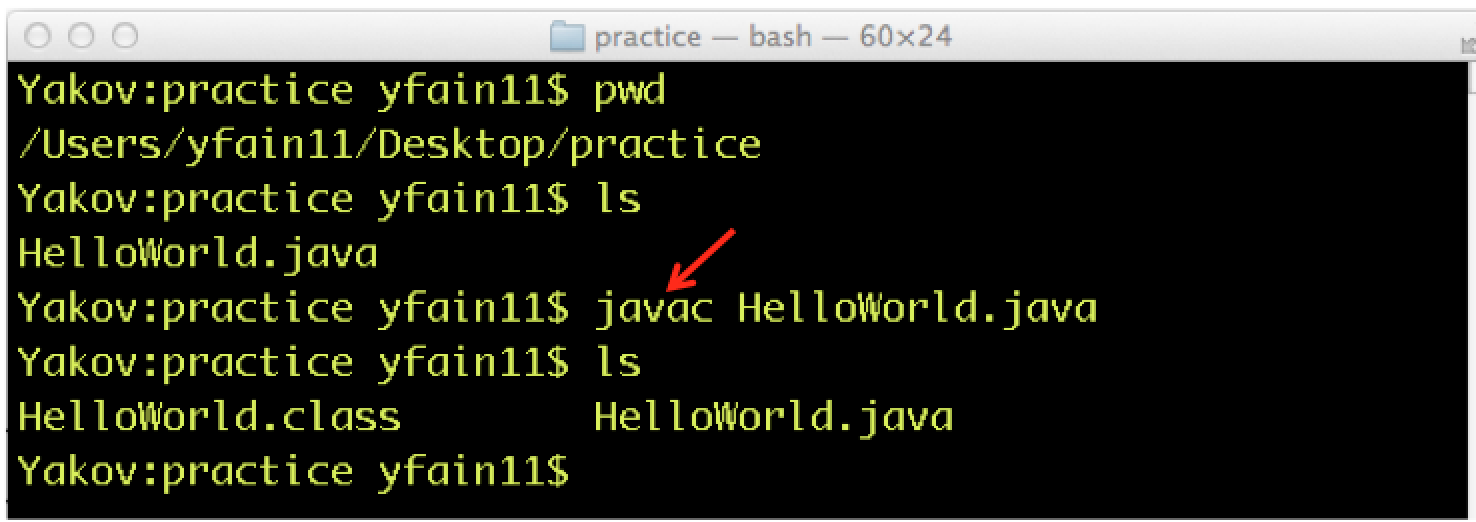 practice — bash — 60×24
Yakov:practice yfain11$ pwd
/Users/yfain11/Desktop/practice
Yakov:practice yfain11$ ls
HelloWorld.java
Yakov:practice yfain11$ javac HelloWorld.java
Yakov:practice yfain11$ ls
HelloWorld.class        HelloWorld.java
Yakov:practice yfain11$